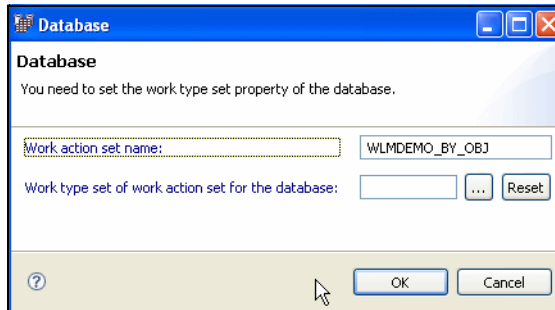 Database
Database
You need to set the work type set property of the database.
Work action set name: WLMDEMO_BY_OBJ
Work type set of work action set for the database: ... Reset
? OK Cancel